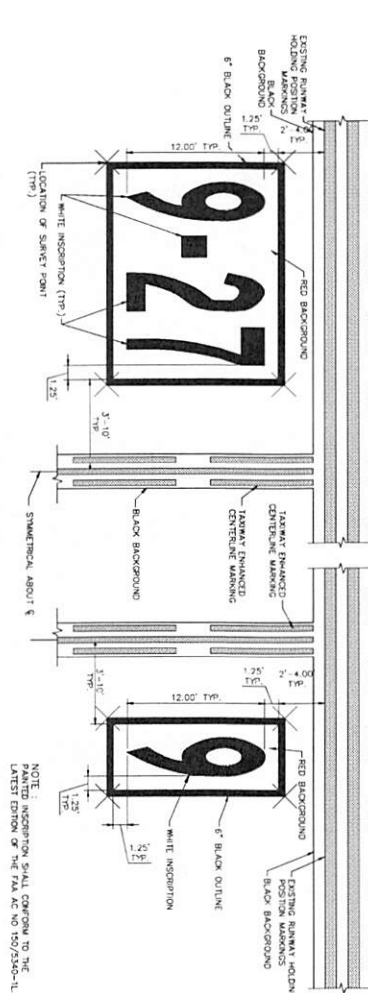 EXISTING RUNWAY
HOLDING POSITION
MARKINGS
BLACK
BACKGROUND
6" BLACK OUTLINE
1.25'
TYP.
2'-4.00"
TYP.
12.00' TYP.
RED BACKGROUND
9-27
LOCATION OF SURVEY POINT
(TYP.)
WHITE INSCRIPTION (TYP.)
1.25'
3'-10"
TYP.
BLACK BACKGROUND
SYMMETRICAL ABOUT ℄
TAXIWAY ENHANCED
CENTERLINE MARKING
TAXIWAY ENHANCED
CENTERLINE MARKING
3'-10"
TYP.
1.25'
TYP.
2'-4.00"
TYP.
12.00' TYP.
9
RED BACKGROUND
EXISTING RUNWAY HOLDIN
POSITION MARKINGS
BLACK BACKGROUND
6" BLACK OUTLINE
WHITE INSCRIPTION
1.25'
TYP.
1.25'
TYP.
NOTE :
PAINTED INSCRIPTION SHALL CONFORM TO THE
LATEST EDITION OF THE FAA AC NO 150/5340-1L.